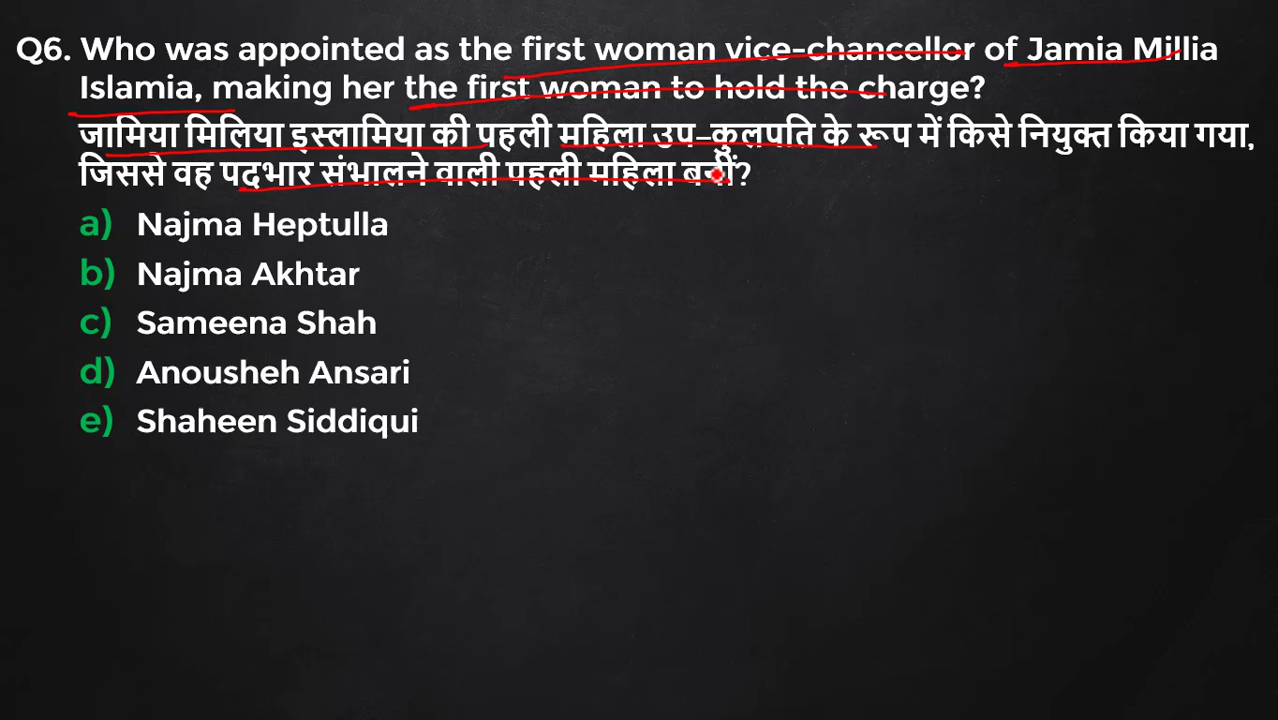 Q6. Who was appointed as the first woman vice-chancellor of Jamia Millia
Islamia, making her the first woman to hold the charge?
जामिया मिलिया इस्लामिया की पहली महिला उप-कुलपति के रूप में किसे नियुक्त किया गया,
जिससे वह पदभार संभालने वाली पहली महिला बनीं?
a) Najma Heptulla
b) Najma Akhtar
c) Sameena Shah
d) Anousheh Ansari
e) Shaheen Siddiqui